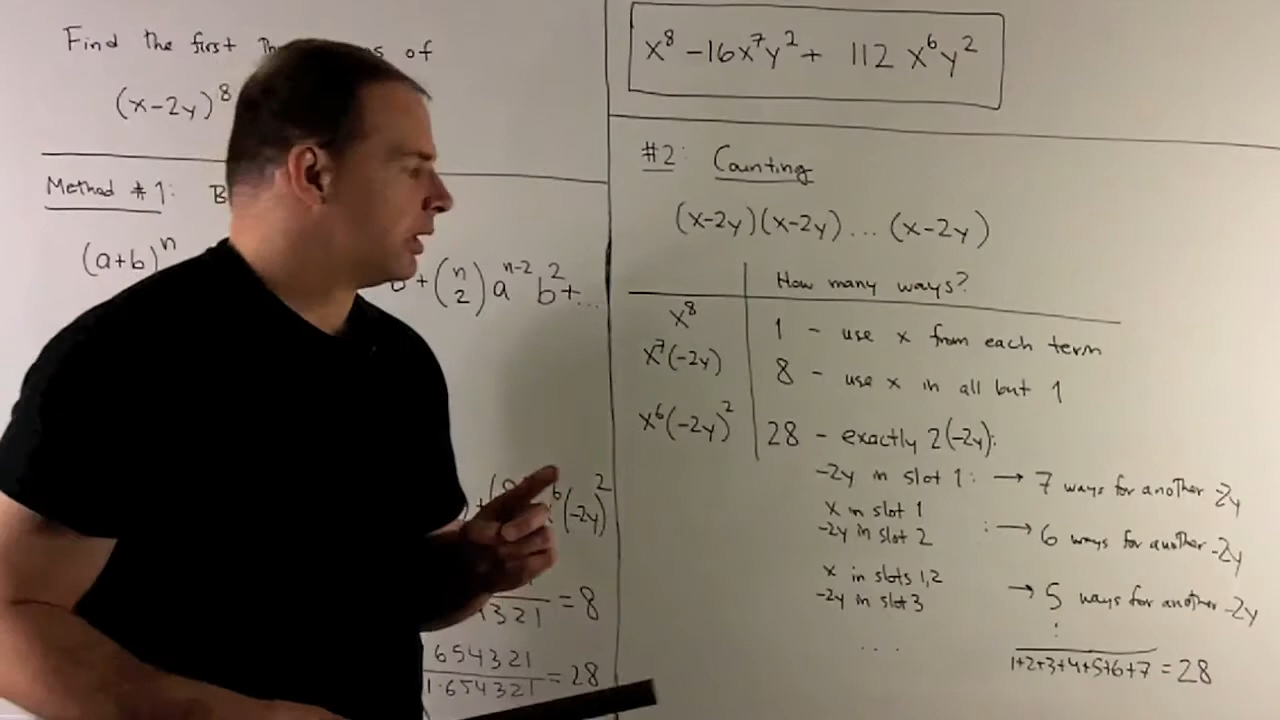 Find the first of
(x-2y)^8
Method #1:
(a+b)^n
+ (n 2) a^{n-2} b^2 + ...
6 (-2y)^2
321 = 8
654321
1·654321 = 28
x^8 - 16x^7y^2 + 112 x^6y^2
#2: Counting
(x-2y)(x-2y)...(x-2y)
How many ways?
x^8 1 - use x from each term
x^7(-2y) 8 - use x in all but 1
x^6(-2y)^2 28 - exactly 2(-2y):
-2y in slot 1: → 7 ways for another -2y
x in slot 1
-2y in slot 2 : → 6 ways for another -2y
x in slots 1,2
-2y in slot 3 → 5 ways for another -2y
:
....
1+2+3+4+5+6+7 = 28